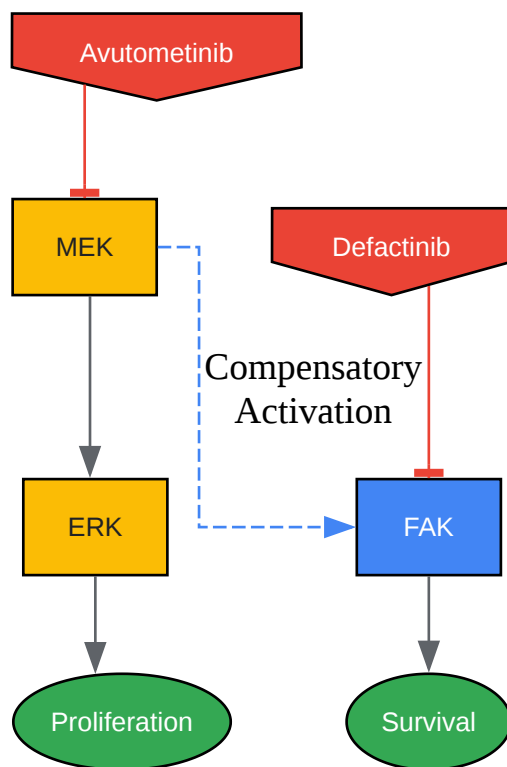 Avutometinib
MEK
Defactinib
Compensatory
Activation
ERK
FAK
Proliferation
Survival